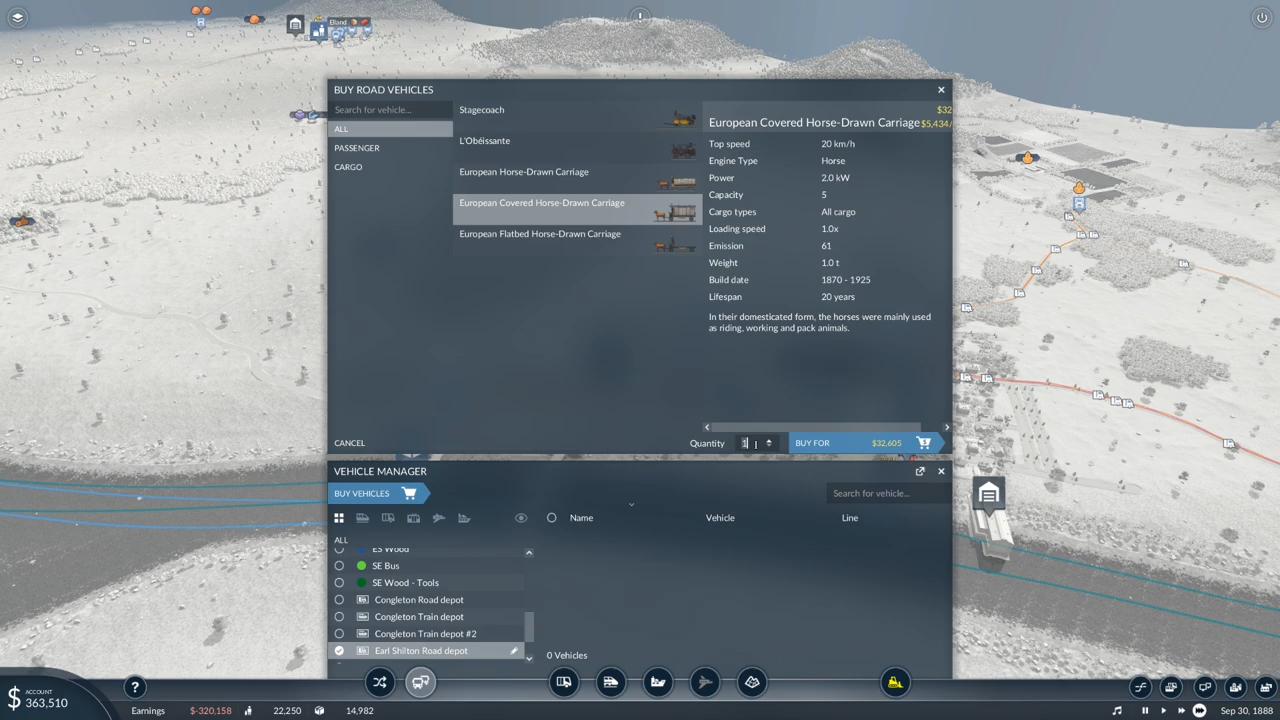 Eland
BUY ROAD VEHICLES
Search for vehicle...
ALL
PASSENGER
CARGO
Stagecoach
L'Obéissante
European Horse-Drawn Carriage
European Covered Horse-Drawn Carriage
European Flatbed Horse-Drawn Carriage
$32
European Covered Horse-Drawn Carriage $5,434/
Top speed 20 km/h
Engine Type Horse
Power 2.0 kW
Capacity 5
Cargo types All cargo
Loading speed 1.0x
Emission 61
Weight 1.0 t
Build date 1870 - 1925
Lifespan 20 years
In their domesticated form, the horses were mainly used
as riding, working and pack animals.
CANCEL
Quantity 1
BUY FOR $32,605
VEHICLE MANAGER
BUY VEHICLES
Search for vehicle...
Name Vehicle Line
ALL
ES Wood
SE Bus
SE Wood - Tools
Congleton Road depot
Congleton Train depot
Congleton Train depot #2
Earl Shilton Road depot
0 Vehicles
$ ACCOUNT
363,510
?
Earnings $-320,158 22,250 14,982
Sep 30, 1888